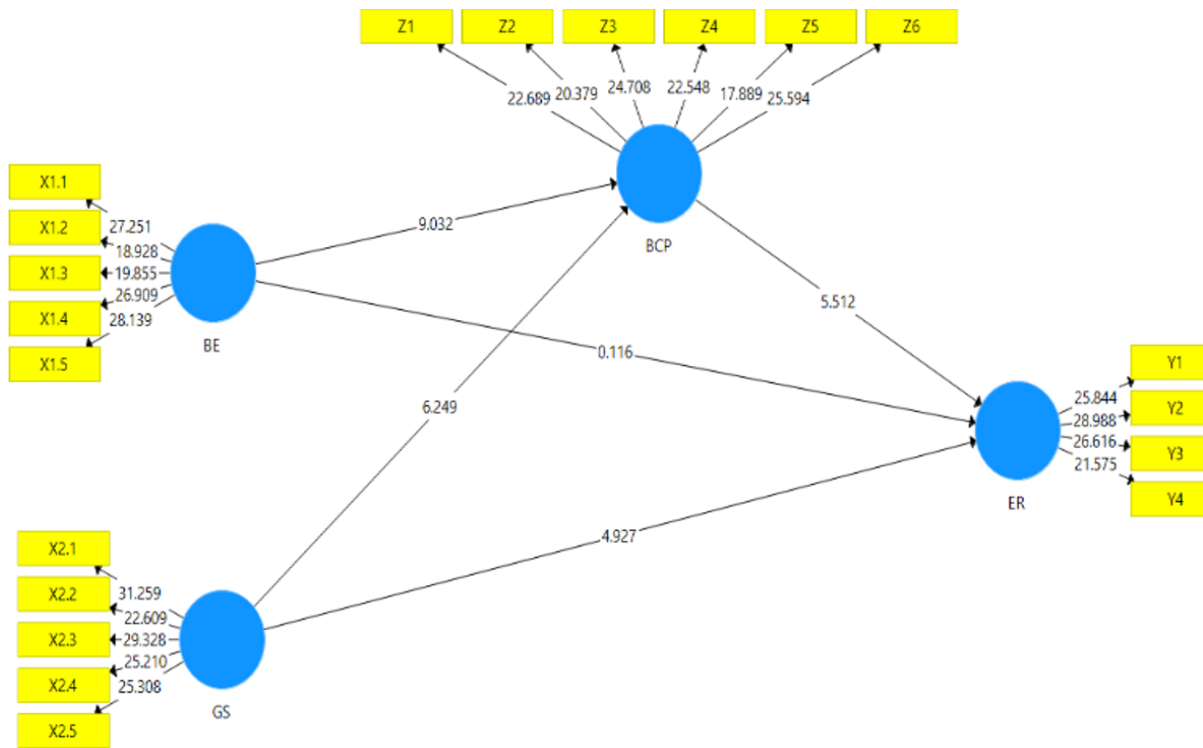 Z1 Z2 Z3 Z4 Z5 Z6
22.689 20.379 24.708 22.548 17.889 25.594
BCP
X1.1
X1.2
X1.3
X1.4
X1.5
27.251
18.928
19.855
26.909
28.139
BE
9.032
0.116
6.249
5.512
4.927
Y1
Y2
Y3
Y4
25.844
28.988
26.616
21.575
ER
X2.1
X2.2
X2.3
X2.4
X2.5
31.259
22.609
29.328
25.210
25.308
GS